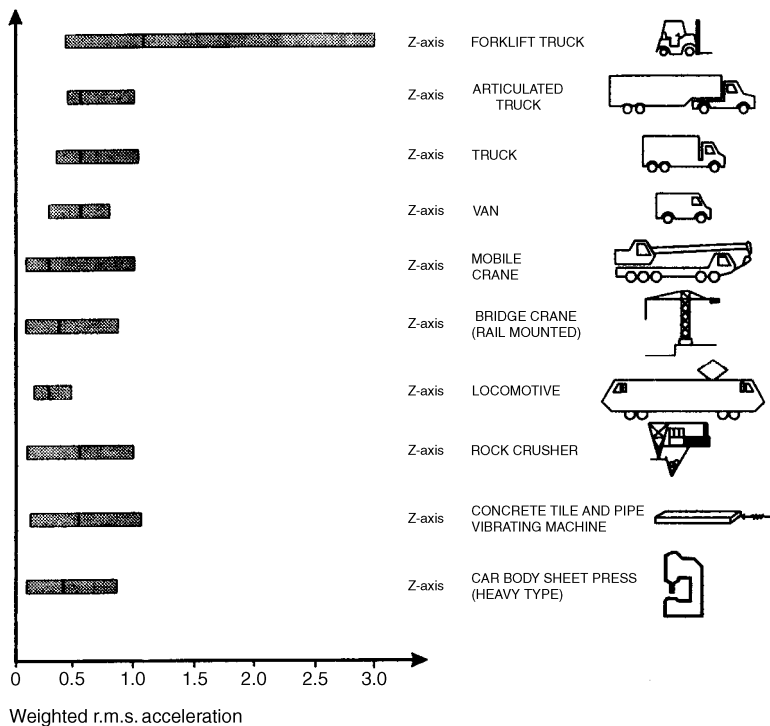 Z-axis FORKLIFT TRUCK
Z-axis ARTICULATED
TRUCK
Z-axis TRUCK
Z-axis VAN
Z-axis MOBILE
CRANE
Z-axis BRIDGE CRANE
(RAIL MOUNTED)
Z-axis LOCOMOTIVE
Z-axis ROCK CRUSHER
Z-axis CONCRETE TILE AND PIPE
VIBRATING MACHINE
Z-axis CAR BODY SHEET PRESS
(HEAVY TYPE)
0 0.5 1.0 1.5 2.0 2.5 3.0
Weighted r.m.s. acceleration